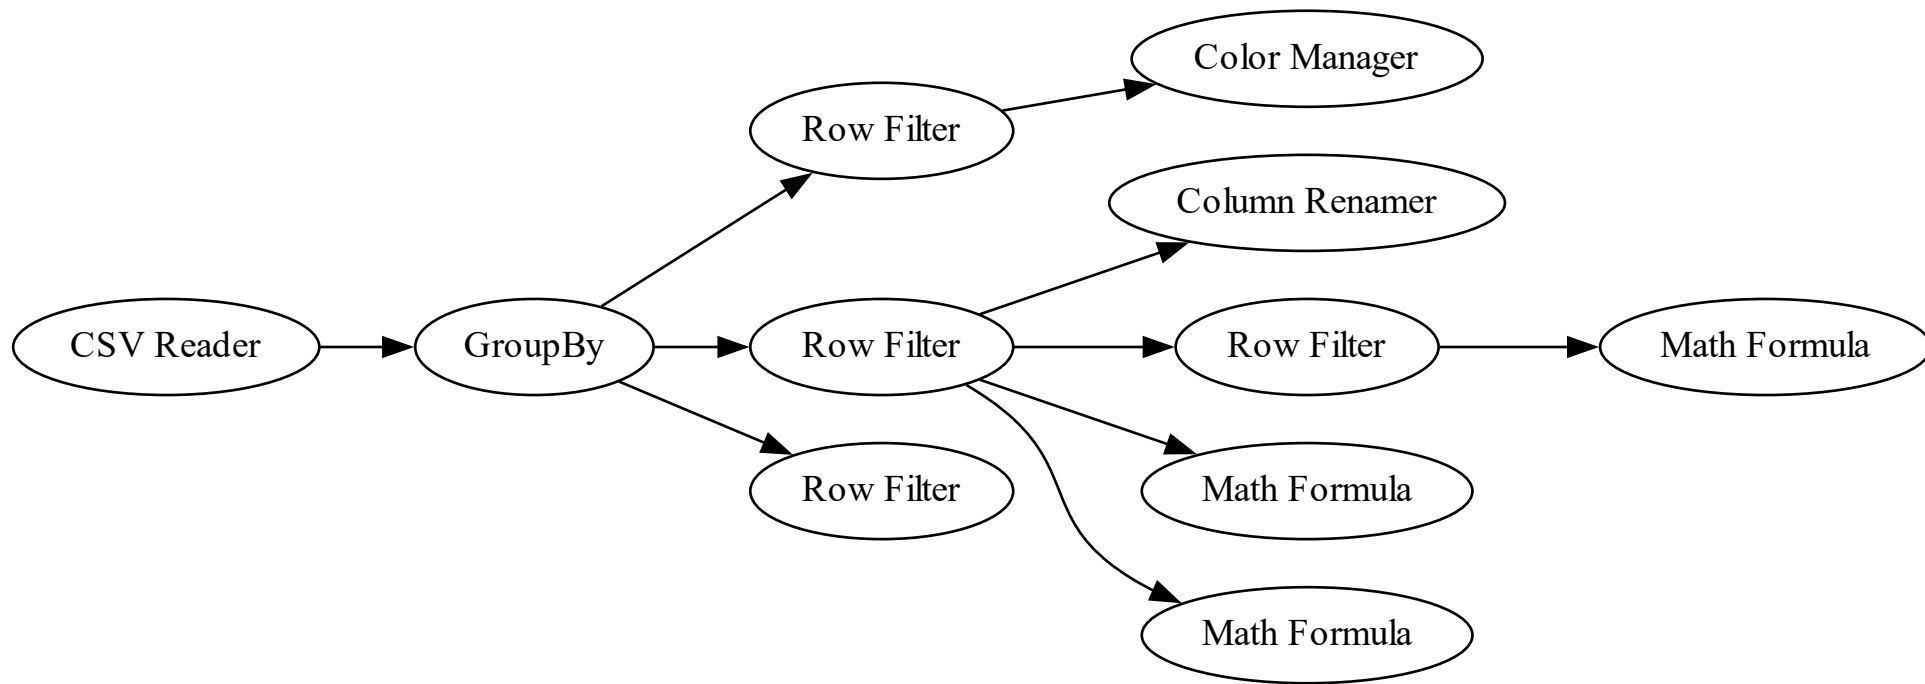 Color Manager
Row Filter
Column Renamer
CSV Reader
GroupBy
Row Filter
Row Filter
Math Formula
Row Filter
Math Formula
Math Formula